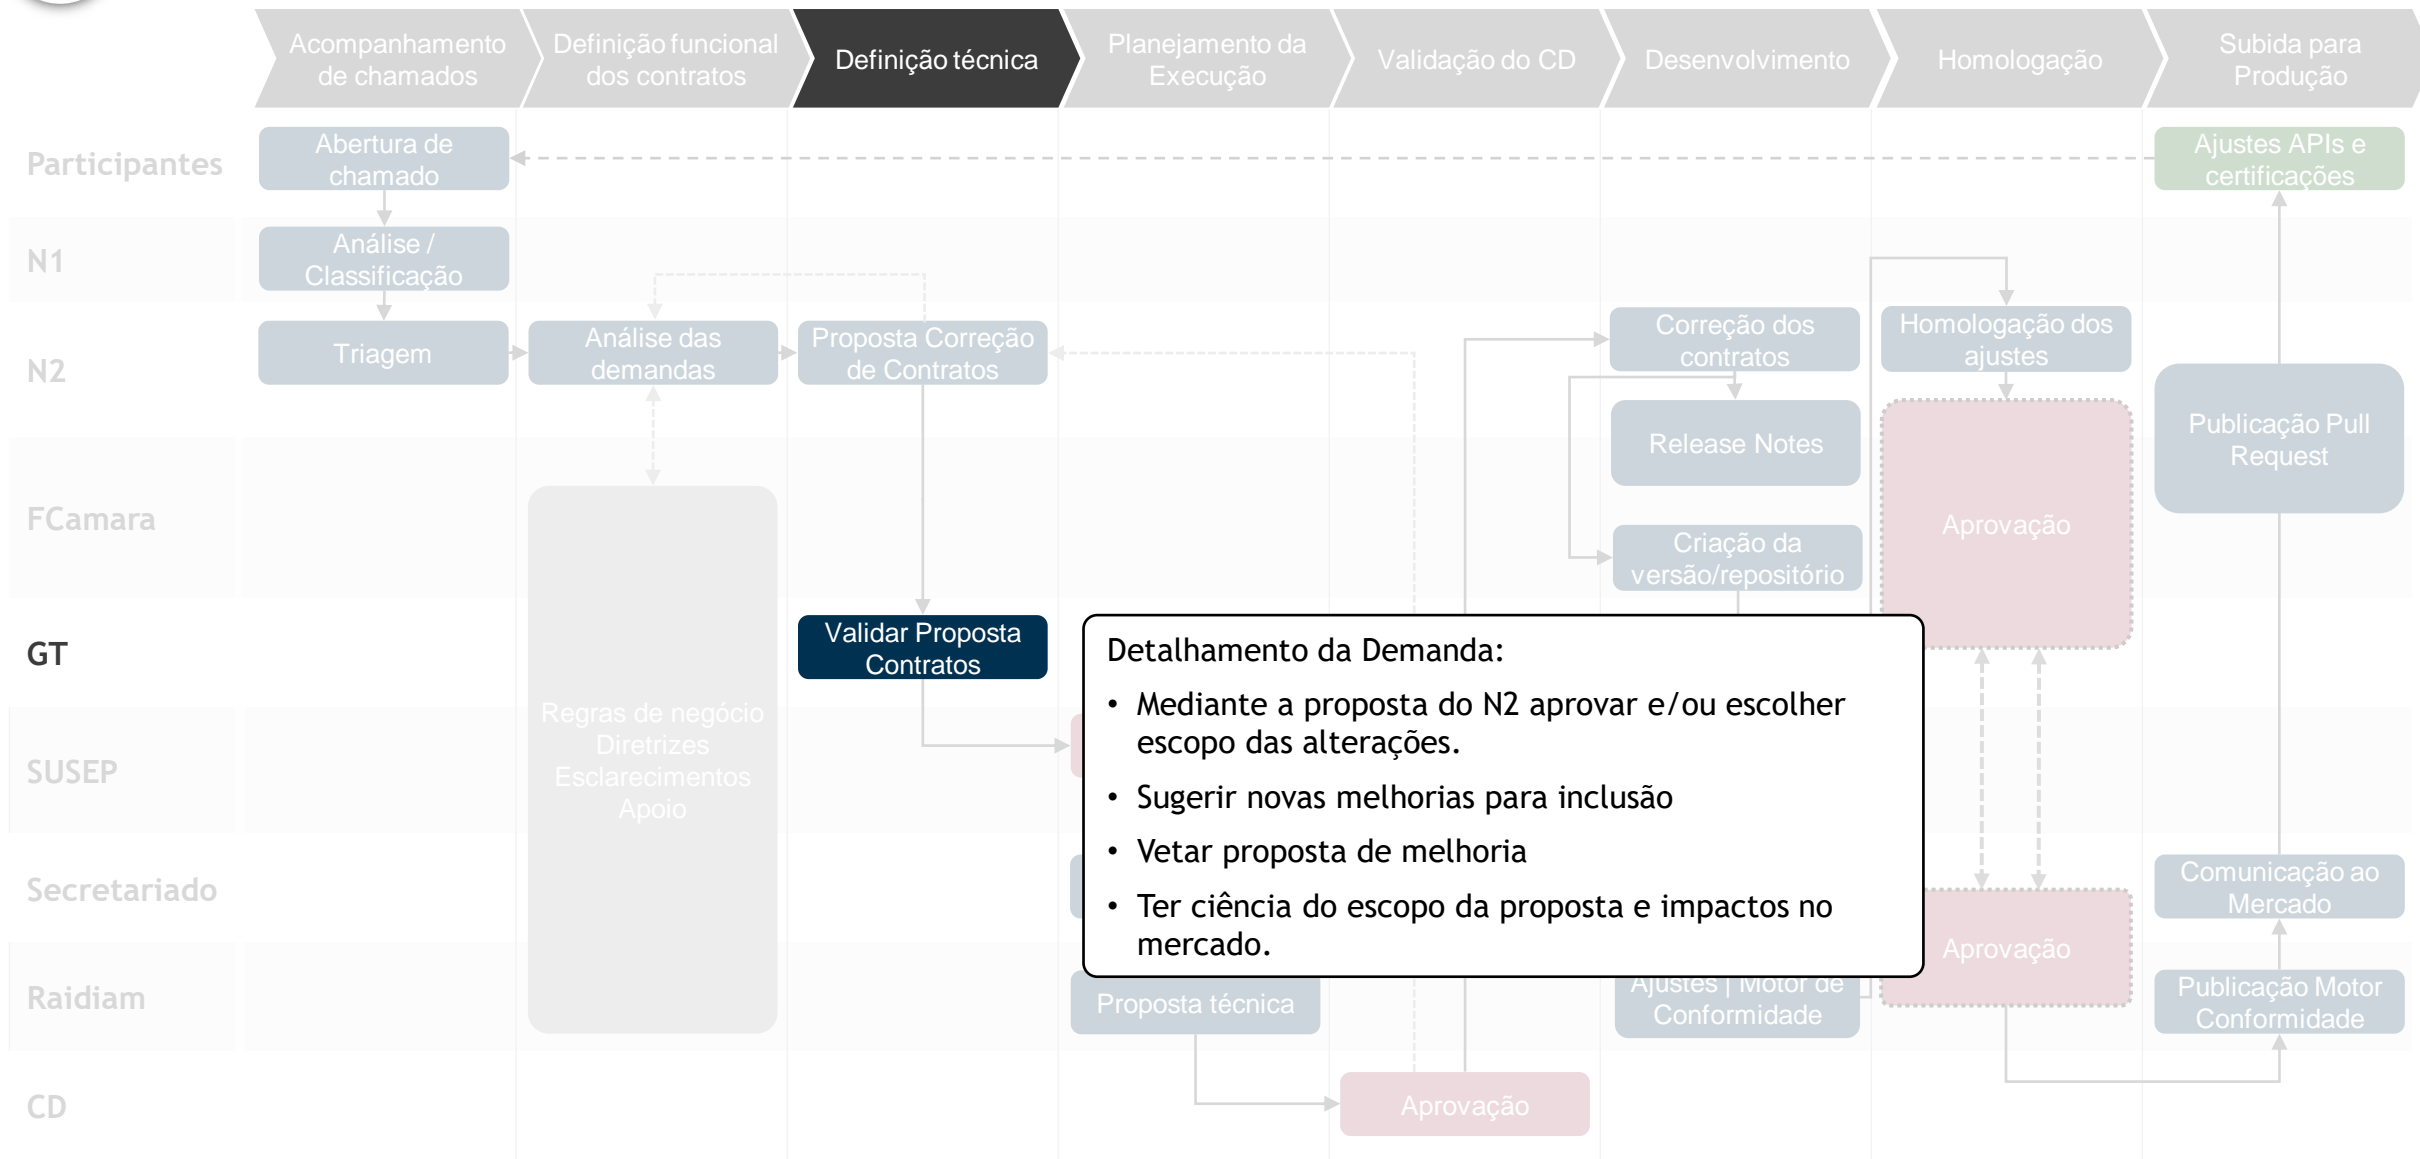 Acompanhamento
de chamados
Definição funcional
dos contratos
Definição técnica
Planejamento da
Execução
Validação do CD
Desenvolvimento
Homologação
Subida para
Produção
Participantes
Abertura de
chamado
Ajustes APIs e
certificações
N1
Análise /
Classificação
N2
Triagem
Análise das
demandas
Proposta Correção
de Contratos
Correção dos
contratos
Homologação dos
ajustes
Release Notes
Publicação Pull
Request
FCamara
Criação da
versão/repositório
Aprovação
GT
Validar Proposta
Contratos
Detalhamento da Demanda:
• Mediante a proposta do N2 aprovar e/ou escolher
escopo das alterações.
• Sugerir novas melhorias para inclusão
• Vetar proposta de melhoria
• Ter ciência do escopo da proposta e impactos no
mercado.
Regras de negócio
Diretrizes
Esclarecimentos
Apoio
SUSEP
Secretariado
Comunicação ao
Mercado
Aprovação
Raidiam
Proposta técnica
Ajustes | Motor de
Conformidade
Publicação Motor
Conformidade
CD
Aprovação